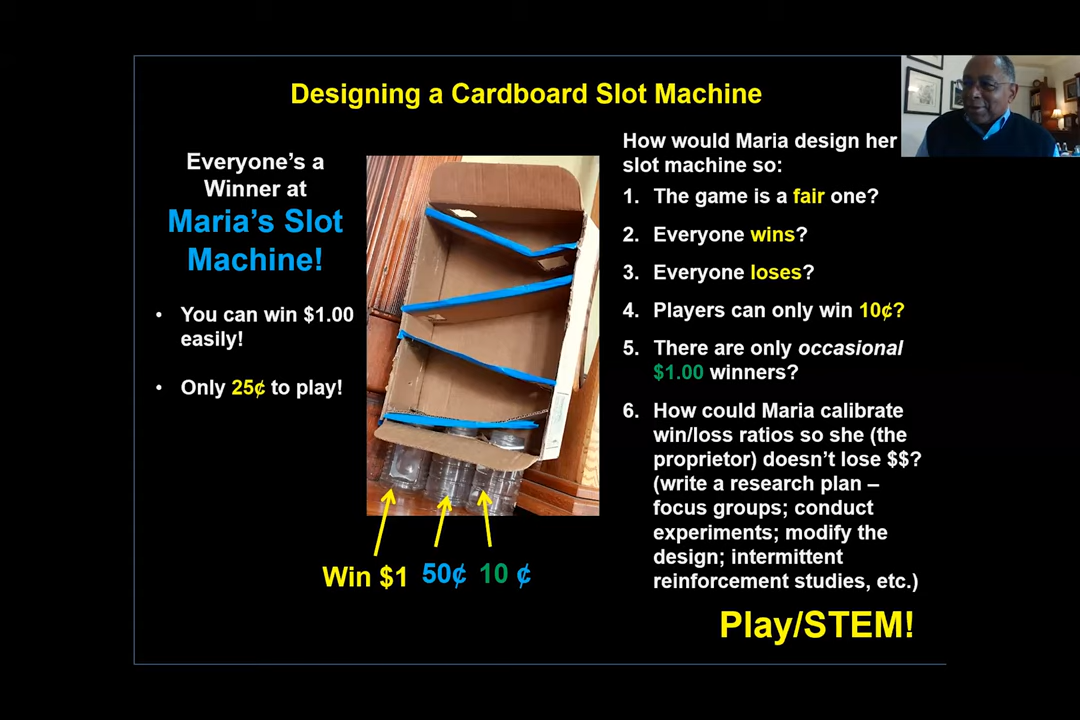 Designing a Cardboard Slot Machine
Everyone's a
Winner at
Maria's Slot
Machine!
• You can win $1.00
easily!
• Only 25¢ to play!
Win $1 50¢ 10 ¢
How would Maria design her
slot machine so:
1. The game is a fair one?
2. Everyone wins?
3. Everyone loses?
4. Players can only win 10¢?
5. There are only occasional
$1.00 winners?
6. How could Maria calibrate
win/loss ratios so she (the
proprietor) doesn't lose $$?
(write a research plan –
focus groups; conduct
experiments; modify the
design; intermittent
reinforcement studies, etc.)
Play/STEM!